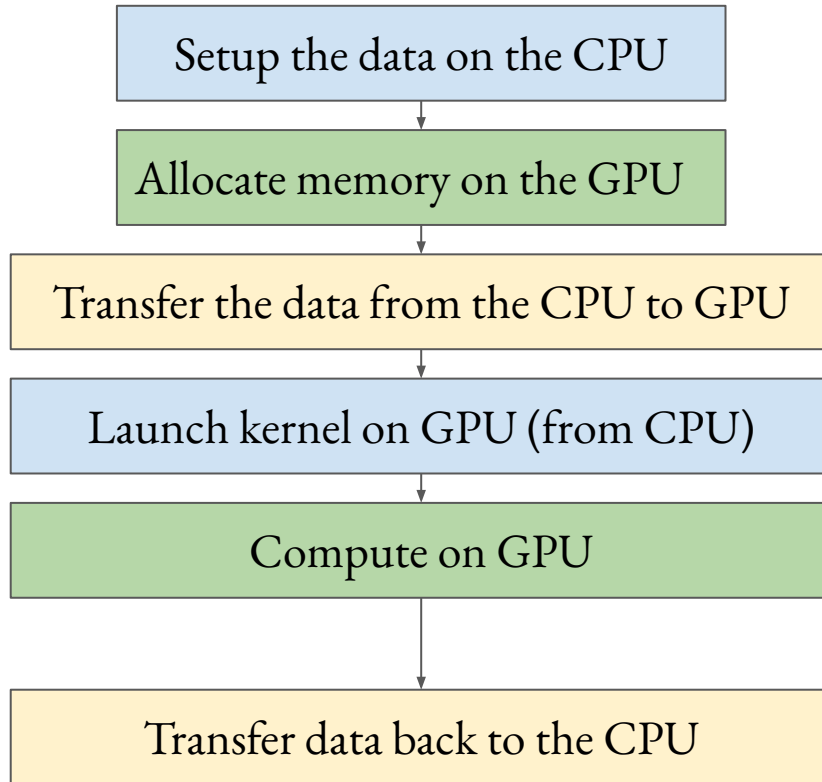 Setup the data on the CPU
Allocate memory on the GPU
Transfer the data from the CPU to GPU
Launch kernel on GPU (from CPU)
Compute on GPU
Transfer data back to the CPU